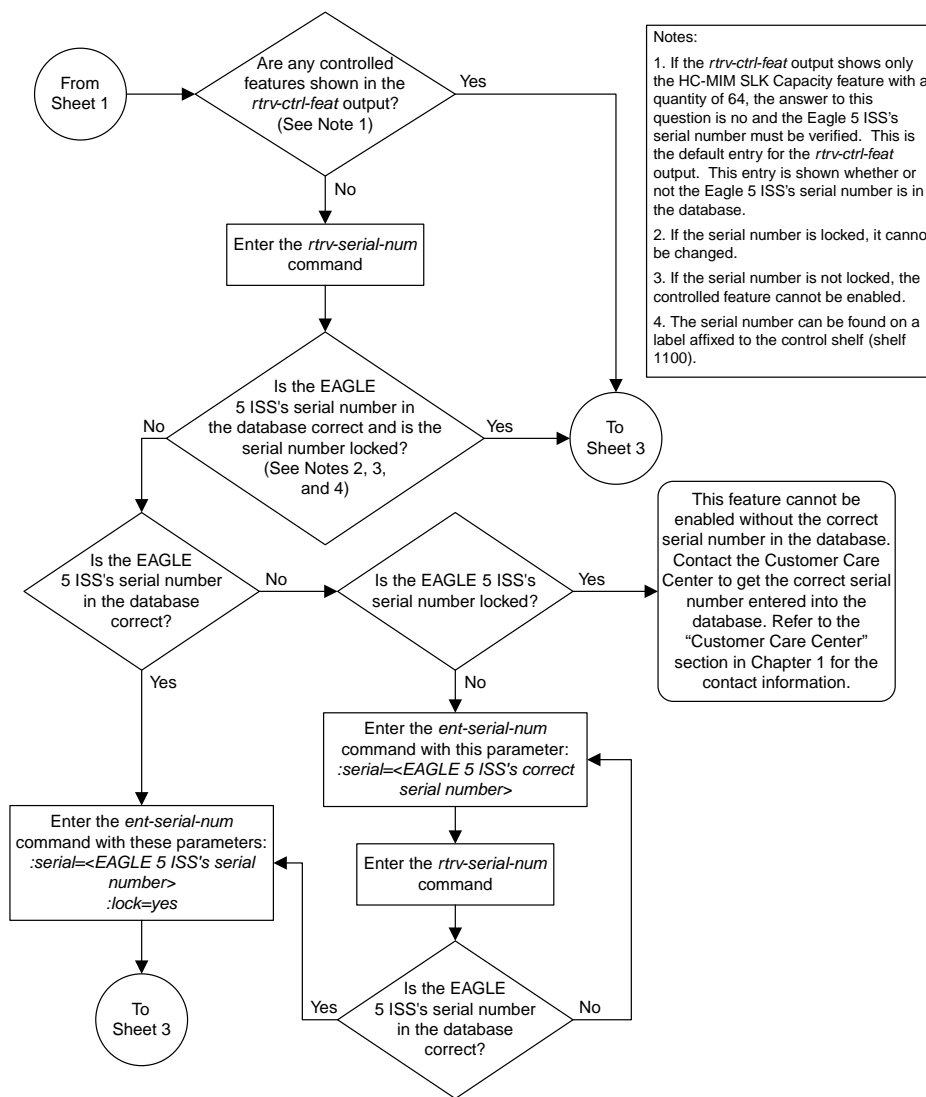 From
Sheet 1
Are any controlled
features shown in the
rtrv-ctrl-feat output?
(See Note 1)
Yes
No
Notes:
1. If the rtrv-ctrl-feat output shows only
the HC-MIM SLK Capacity feature with a
quantity of 64, the answer to this
question is no and the Eagle 5 ISS's
serial number must be verified. This is
the default entry for the rtrv-ctrl-feat
output. This entry is shown whether or
not the Eagle 5 ISS's serial number is in
the database.
2. If the serial number is locked, it cannot
be changed.
3. If the serial number is not locked, the
controlled feature cannot be enabled.
4. The serial number can be found on a
label affixed to the control shelf (shelf
1100).
Enter the rtrv-serial-num
command
Is the EAGLE
5 ISS's serial number in
the database correct and is the
serial number locked?
(See Notes 2, 3,
and 4)
No
Yes
To
Sheet 3
Is the EAGLE
5 ISS's serial number
in the database
correct?
No
Yes
Is the EAGLE 5 ISS's
serial number locked?
Yes
No
This feature cannot be
enabled without the correct
serial number in the database.
Contact the Customer Care
Center to get the correct serial
number entered into the
database. Refer to the
“Customer Care Center”
section in Chapter 1 for the
contact information.
Enter the ent-serial-num
command with this parameter:
:serial=<EAGLE 5 ISS's correct
serial number>
Enter the rtrv-serial-num
command
Enter the ent-serial-num
command with these parameters:
:serial=<EAGLE 5 ISS's serial
number>
:lock=yes
Is the EAGLE
5 ISS's serial number
in the database
correct?
Yes
No
To
Sheet 3